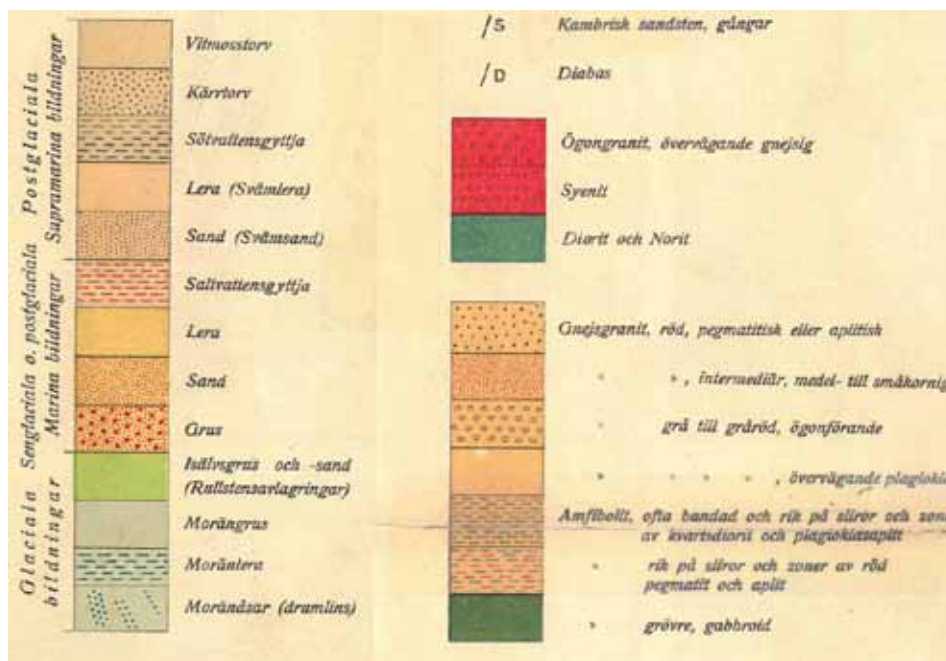 Postglaciala
Supramarina bildningar
Vitmosstorv
Kärrtorv
Sötvattensgyttja
Lera (Svämlera)
Sand (Svämsand)
Senglaciala o. postglaciala
Marina bildningar
Saltvattensgyttja
Lera
Sand
Grus
Glaciala
bildningar
Isälvsgrus och -sand
(Rullstensavlagringar)
Morängrus
Moränlera
Moränåsar (drumlins)
/S Kambrisk sandsten, gångar
/D Diabas
Ögongranit, övervägande gnejsig
Syenit
Diorit och Norit
Gnejsgranit, röd, pegmatitisk eller aplitisk
" ", intermediär, medel- till småkornig
" grå till gråröd, ögonförande
" " " ", övervägande plagiokla
Amfibolit, ofta bandad och rik på sliror och zone
av kvartsdiorit och plagioklasaplit
" rik på sliror och zoner av röd
pegmatit och aplit
" grövre, gabbroid